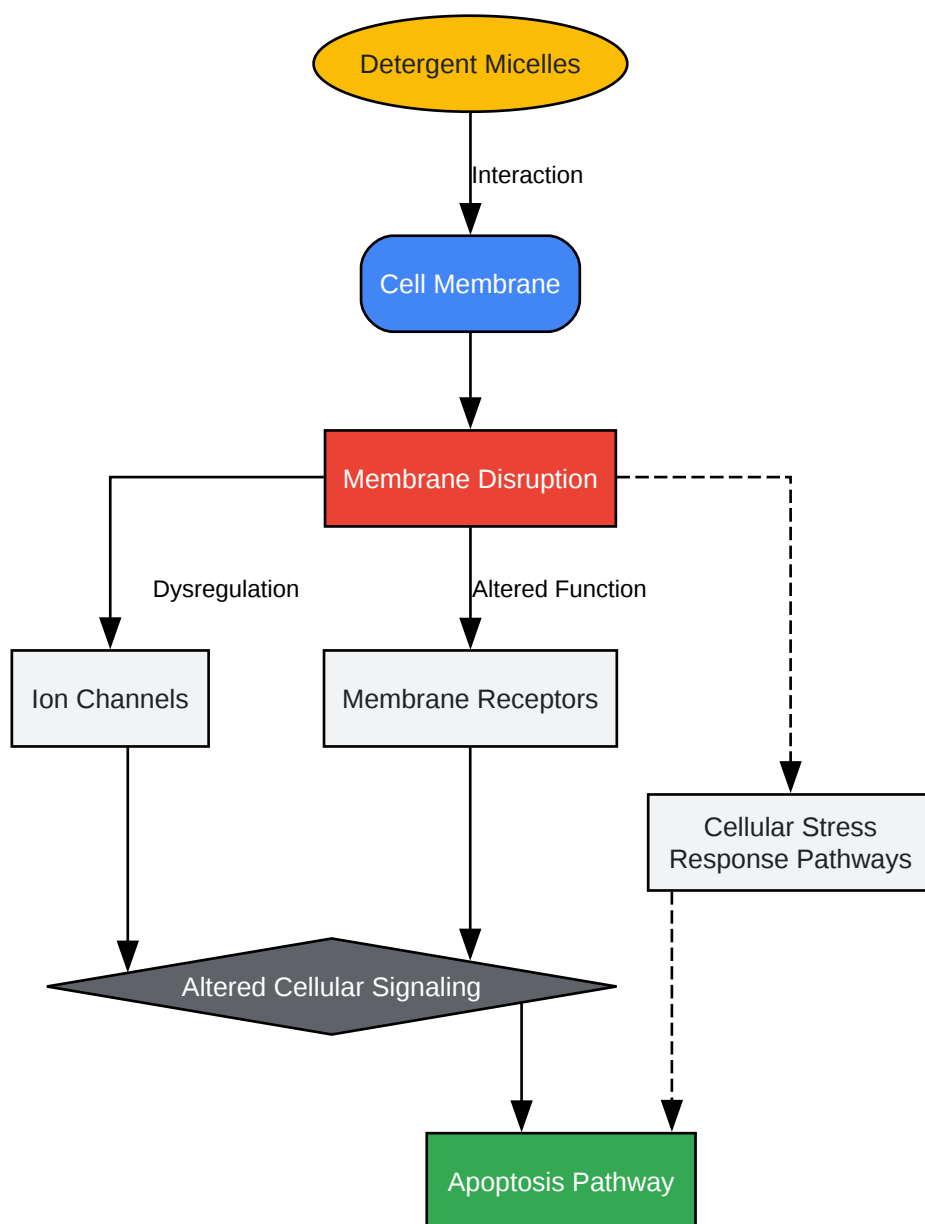 Detergent Micelles
Interaction
Cell Membrane
Membrane Disruption
Dysregulation
Altered Function
Ion Channels
Membrane Receptors
Cellular Stress
Response Pathways
Altered Cellular Signaling
Apoptosis Pathway